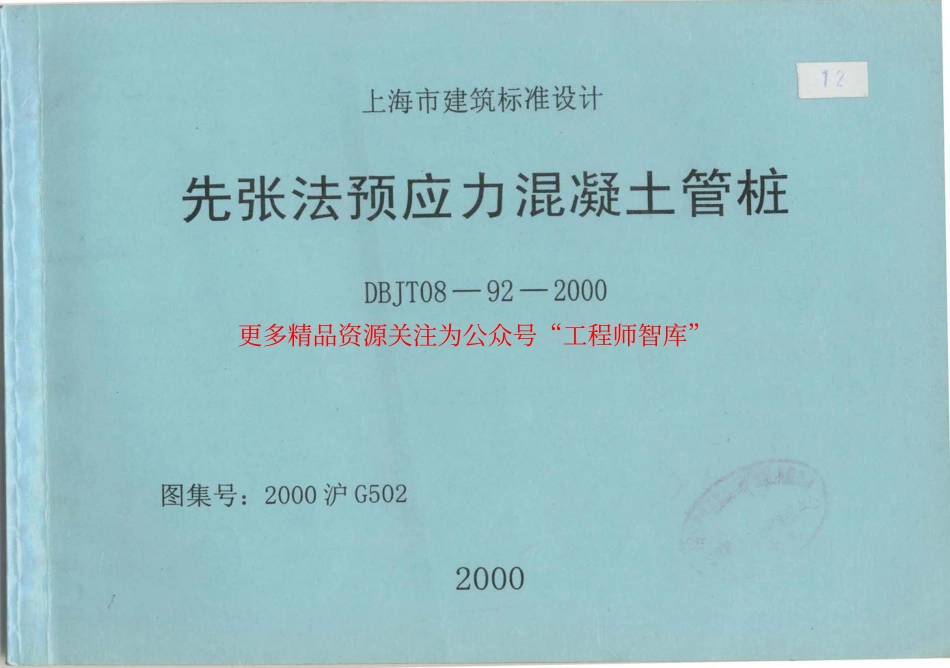 12
上海市建筑标准设计
先张法预应力混凝土管桩
DBJT08—92—2000
更多精品资源关注为公众号“工程师智库”
图集号：2000沪G502
2000